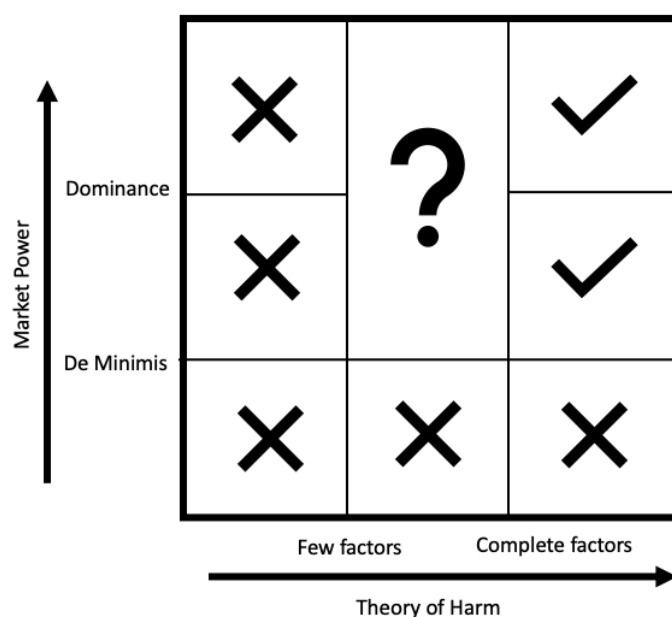 Market Power
Dominance
?
De Minimis
Few factors
Complete factors
Theory of Harm